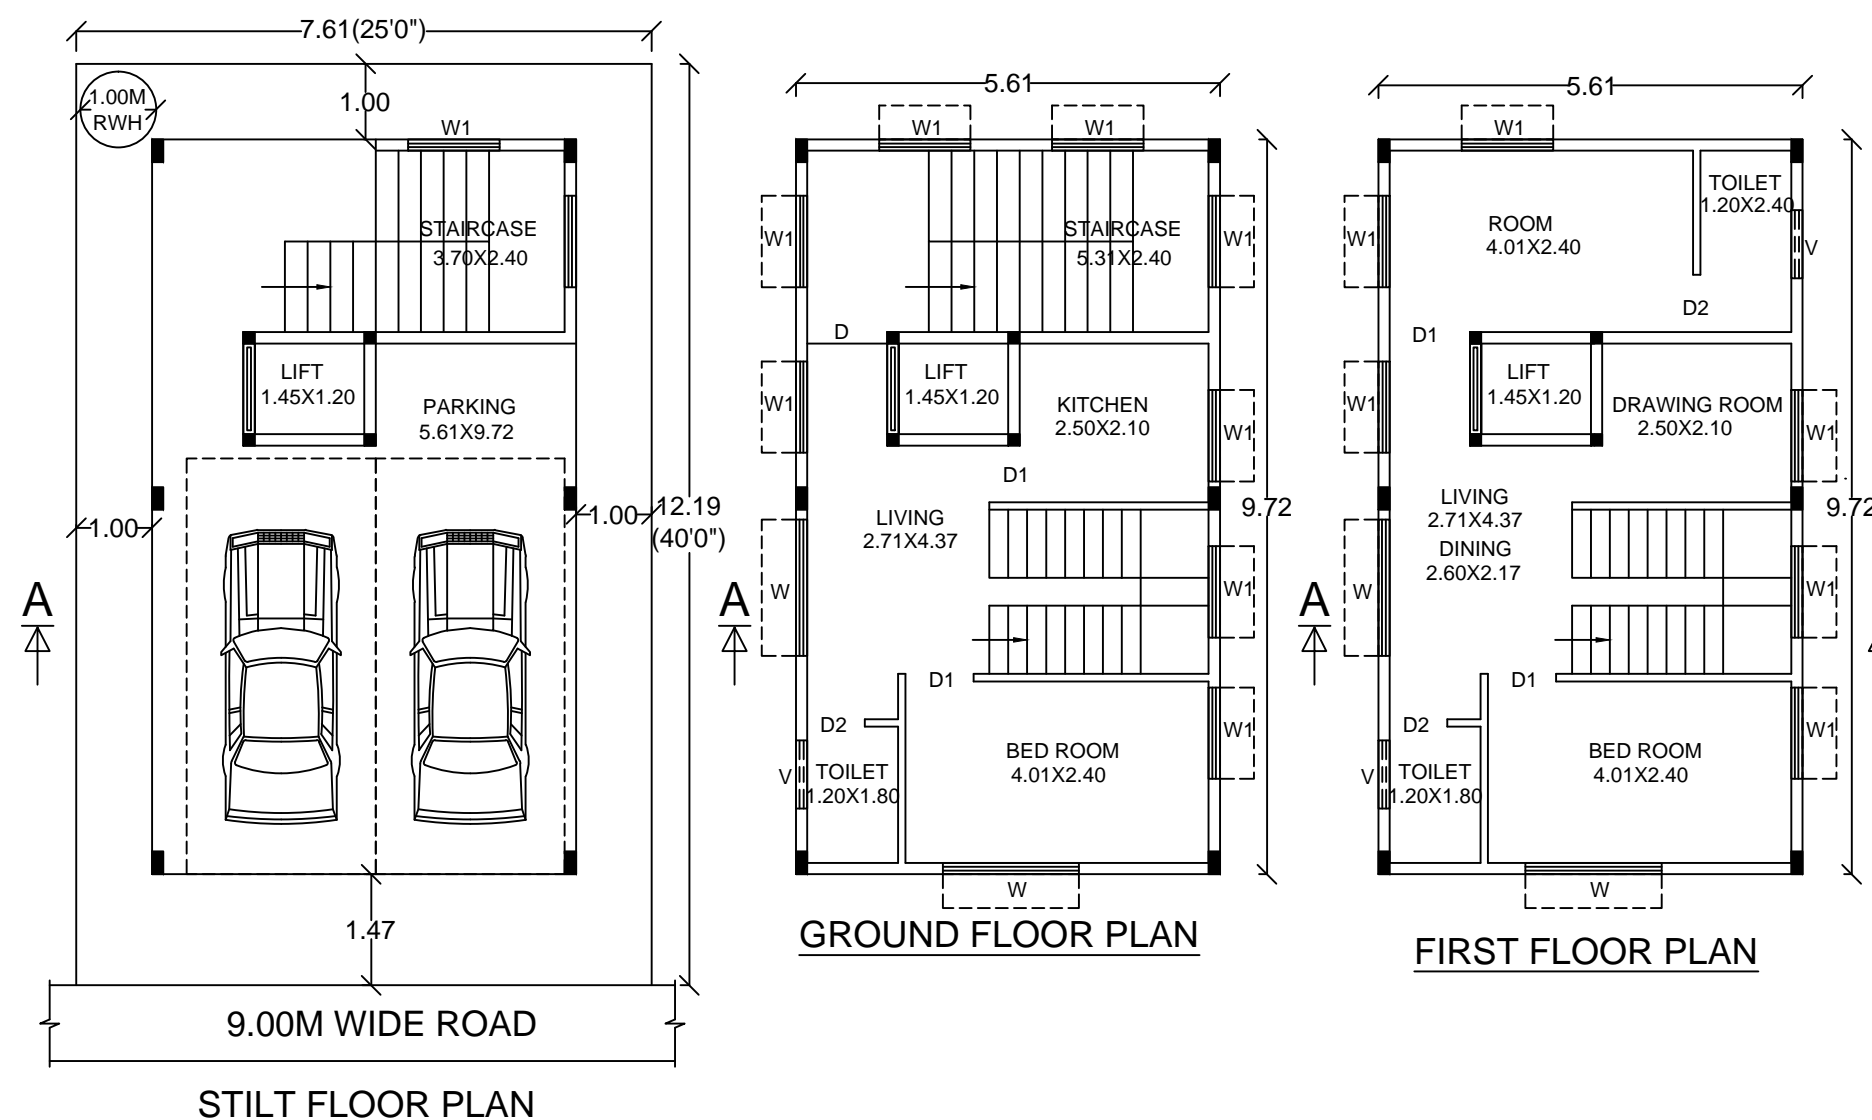 7.61(25'0")
1.00M
RWH
1.00
W1
STAIRCASE
3.70X2.40
LIFT
1.45X1.20
PARKING
5.61X9.72
1.00
1.00
12.19
(40'0")
A
1.47
9.00M WIDE ROAD
STILT FLOOR PLAN
5.61
W1
W1
W1
STAIRCASE
5.31X2.40
W1
D
LIFT
1.45X1.20
W1
KITCHEN
2.50X2.10
W1
D1
9.72
LIVING
2.71X4.37
A
W
W1
D1
D2
W1
BED ROOM
4.01X2.40
V
TOILET
1.20X1.80
W
GROUND FLOOR PLAN
5.61
W1
TOILET
1.20X2.40
ROOM
4.01X2.40
W1
V
D2
D1
LIFT
1.45X1.20
W1
DRAWING ROOM
2.50X2.10
W1
LIVING
2.71X4.37
9.72
DINING
2.60X2.17
A
W
W1
D1
D2
W1
BED ROOM
4.01X2.40
V
TOILET
1.20X1.80
W
FIRST FLOOR PLAN